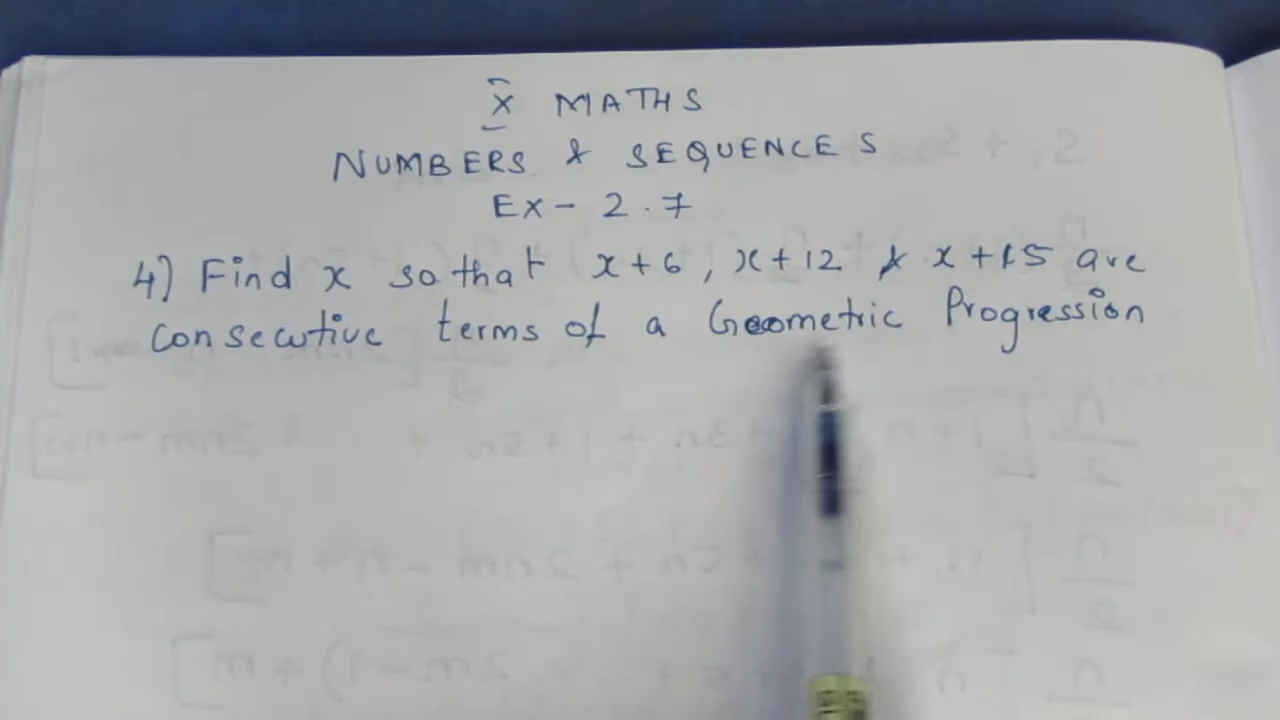 X MATHS
NUMBERS & SEQUENCES
Ex - 2.7
4) Find x so that x+6, x+12 & x+15 are
consecutive terms of a Geometric Progression